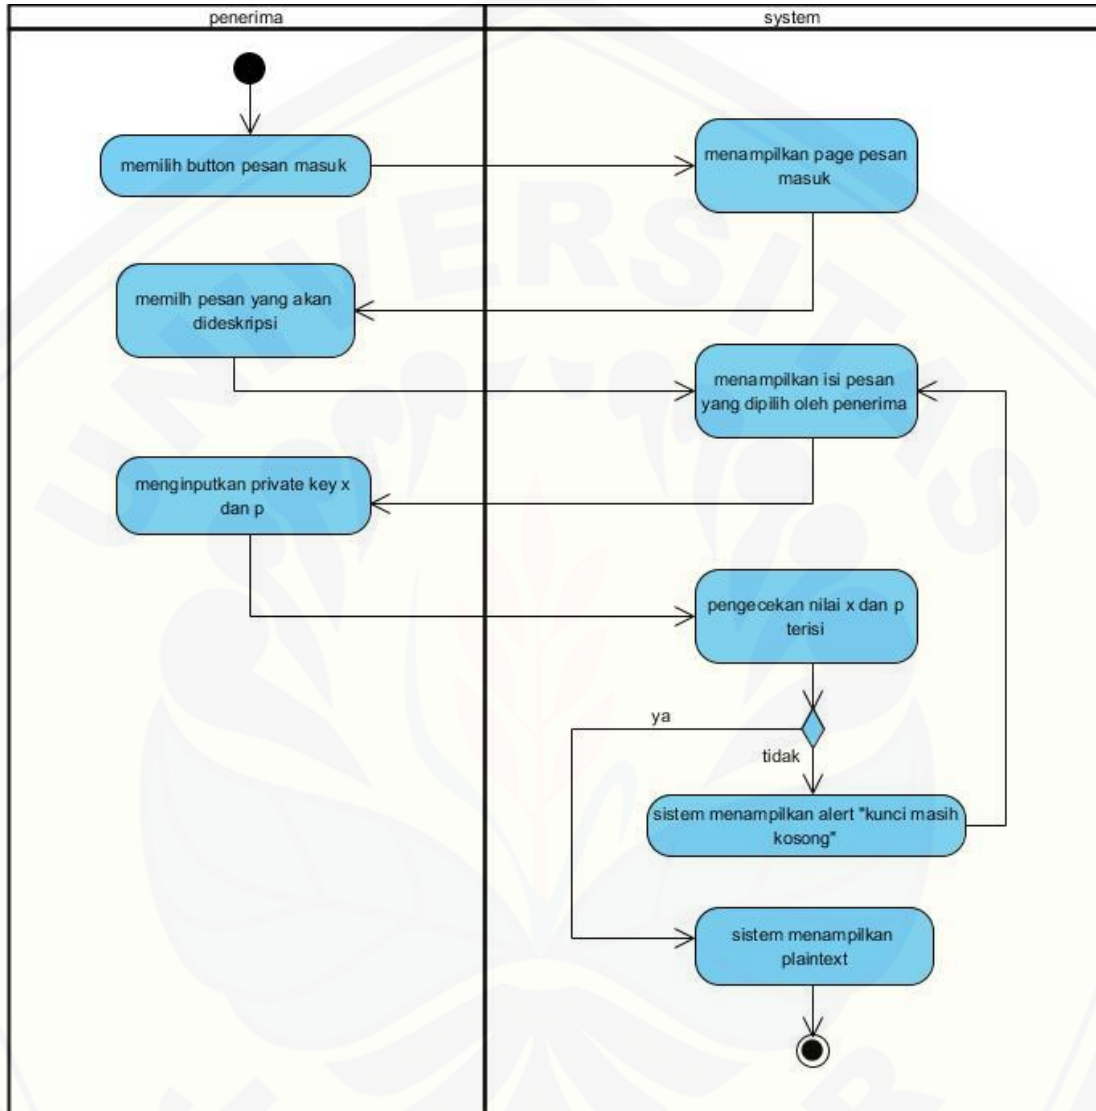 penerima
system
memilih button pesan masuk
menampilkan page pesan
masuk
memilh pesan yang akan
dideskripsi
menampilkan isi pesan
yang dipilih oleh penerima
menginputkan private key x
dan p
pengecekan nilai x dan p
terisi
ya
tidak
sistem menampilkan alert "kunci masih
kosong"
sistem menampilkan
plaintext
UNIVERSITAS